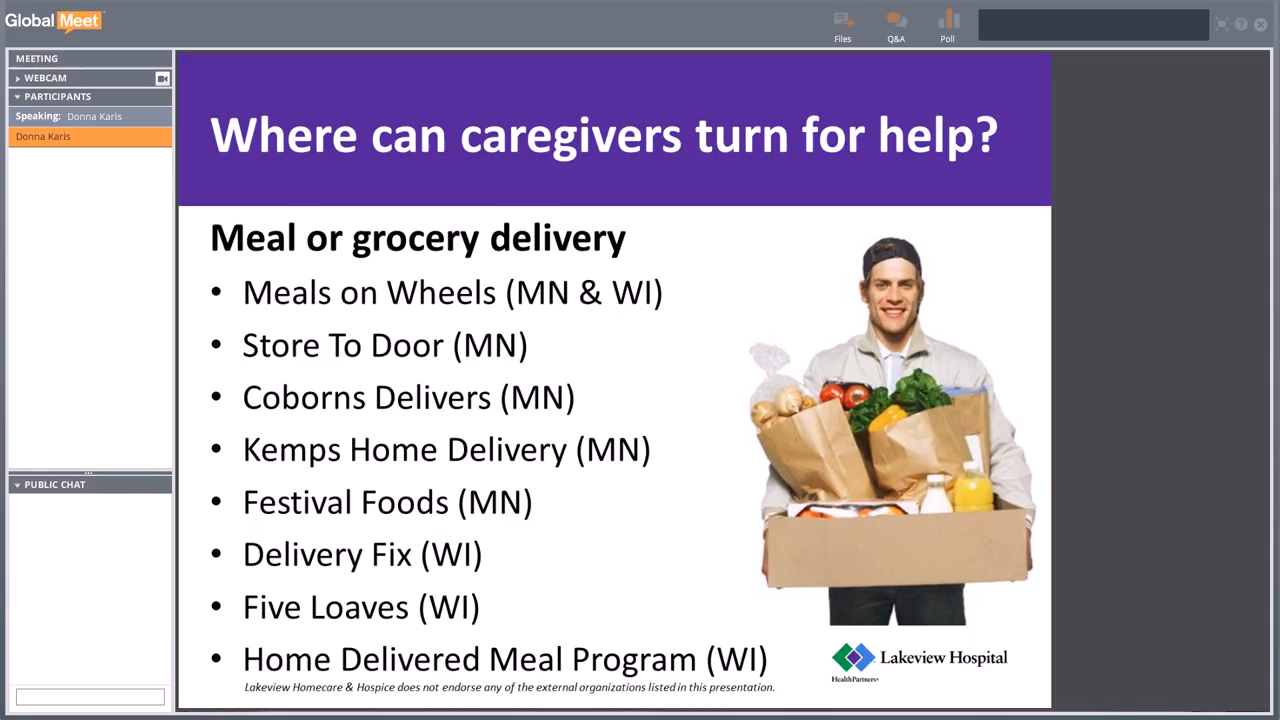 Global Meet
Files
Q&A
Poll
MEETING
WEBCAM
PARTICIPANTS
Speaking: Donna Karis
Donna Karis
PUBLIC CHAT
Where can caregivers turn for help?
Meal or grocery delivery
• Meals on Wheels (MN & WI)
• Store To Door (MN)
• Coborns Delivers (MN)
• Kemps Home Delivery (MN)
• Festival Foods (MN)
• Delivery Fix (WI)
• Five Loaves (WI)
• Home Delivered Meal Program (WI)
Lakeview Homecare & Hospice does not endorse any of the external organizations listed in this presentation.
Lakeview Hospital
HealthPartners